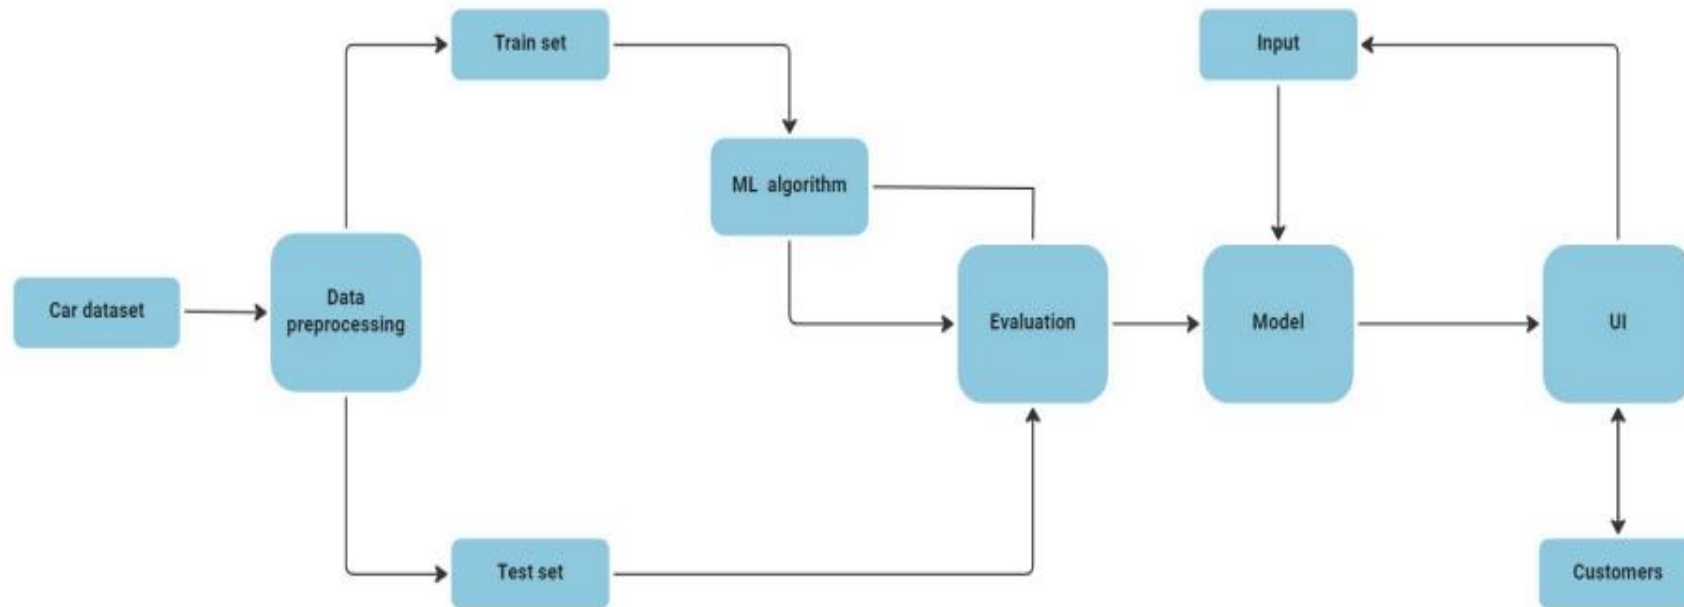 Train set
Input
ML algorithm
Car dataset
Data
preprocessing
Evaluation
Model
UI
Test set
Customers